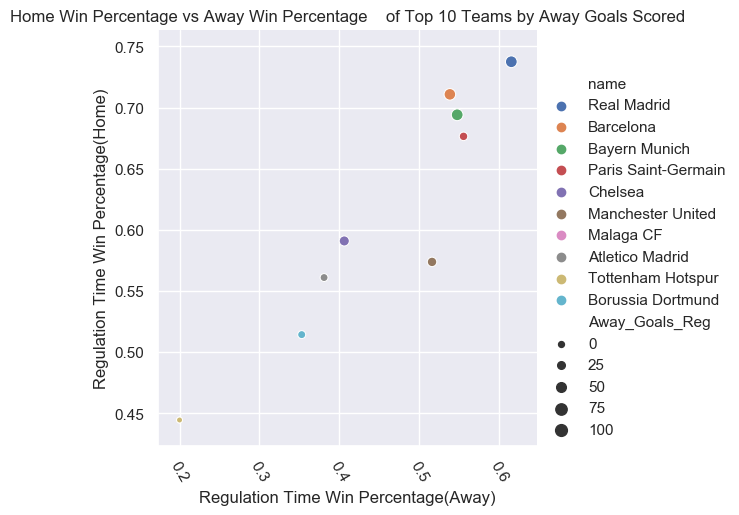 Home Win Percentage vs Away Win Percentage    of Top 10 Teams by Away Goals Scored
0.75
0.70
0.65
0.60
0.55
0.50
0.45
Regulation Time Win Percentage(Home)
0.2
0.3
0.4
0.5
0.6
Regulation Time Win Percentage(Away)
name
Real Madrid
Barcelona
Bayern Munich
Paris Saint-Germain
Chelsea
Manchester United
Malaga CF
Atletico Madrid
Tottenham Hotspur
Borussia Dortmund
Away_Goals_Reg
0
25
50
75
100